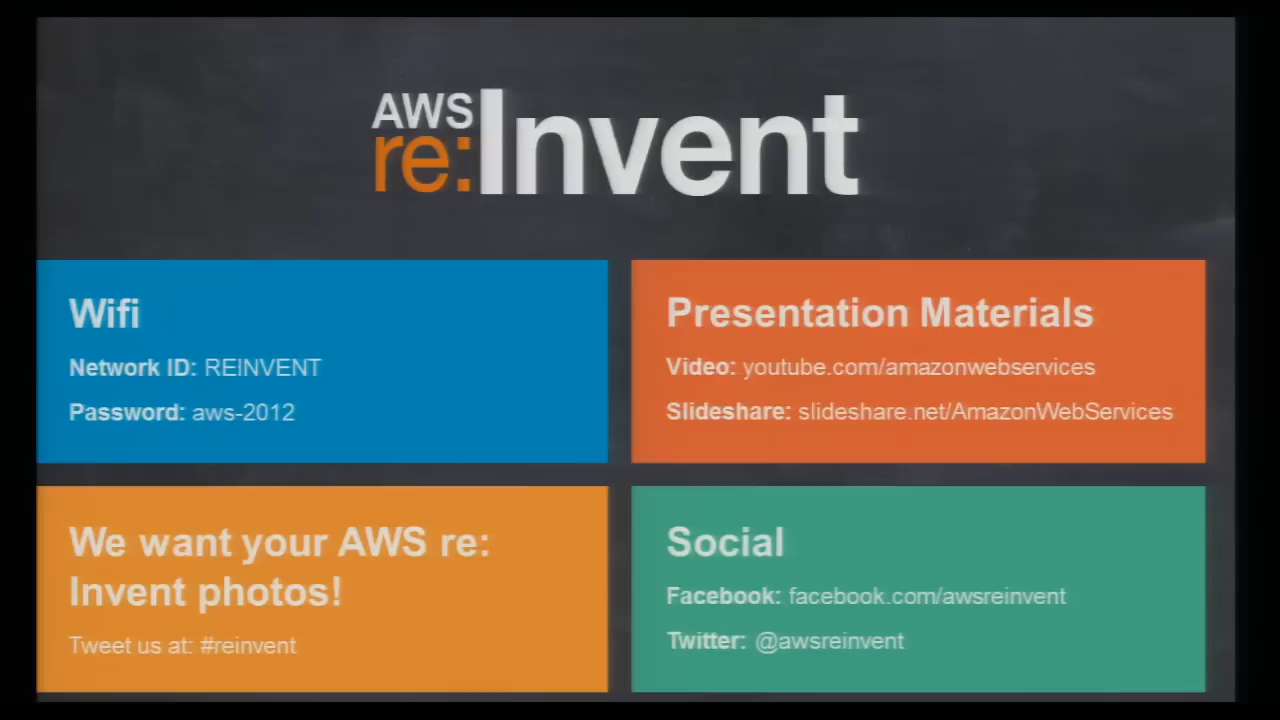 AWS
re:Invent
Wifi
Network ID: REINVENT
Password: aws-2012
Presentation Materials
Video: youtube.com/amazonwebservices
Slideshare: slideshare.net/AmazonWebServices
We want your AWS re:
Invent photos!
Tweet us at: #reinvent
Social
Facebook: facebook.com/awsreinvent
Twitter: @awsreinvent